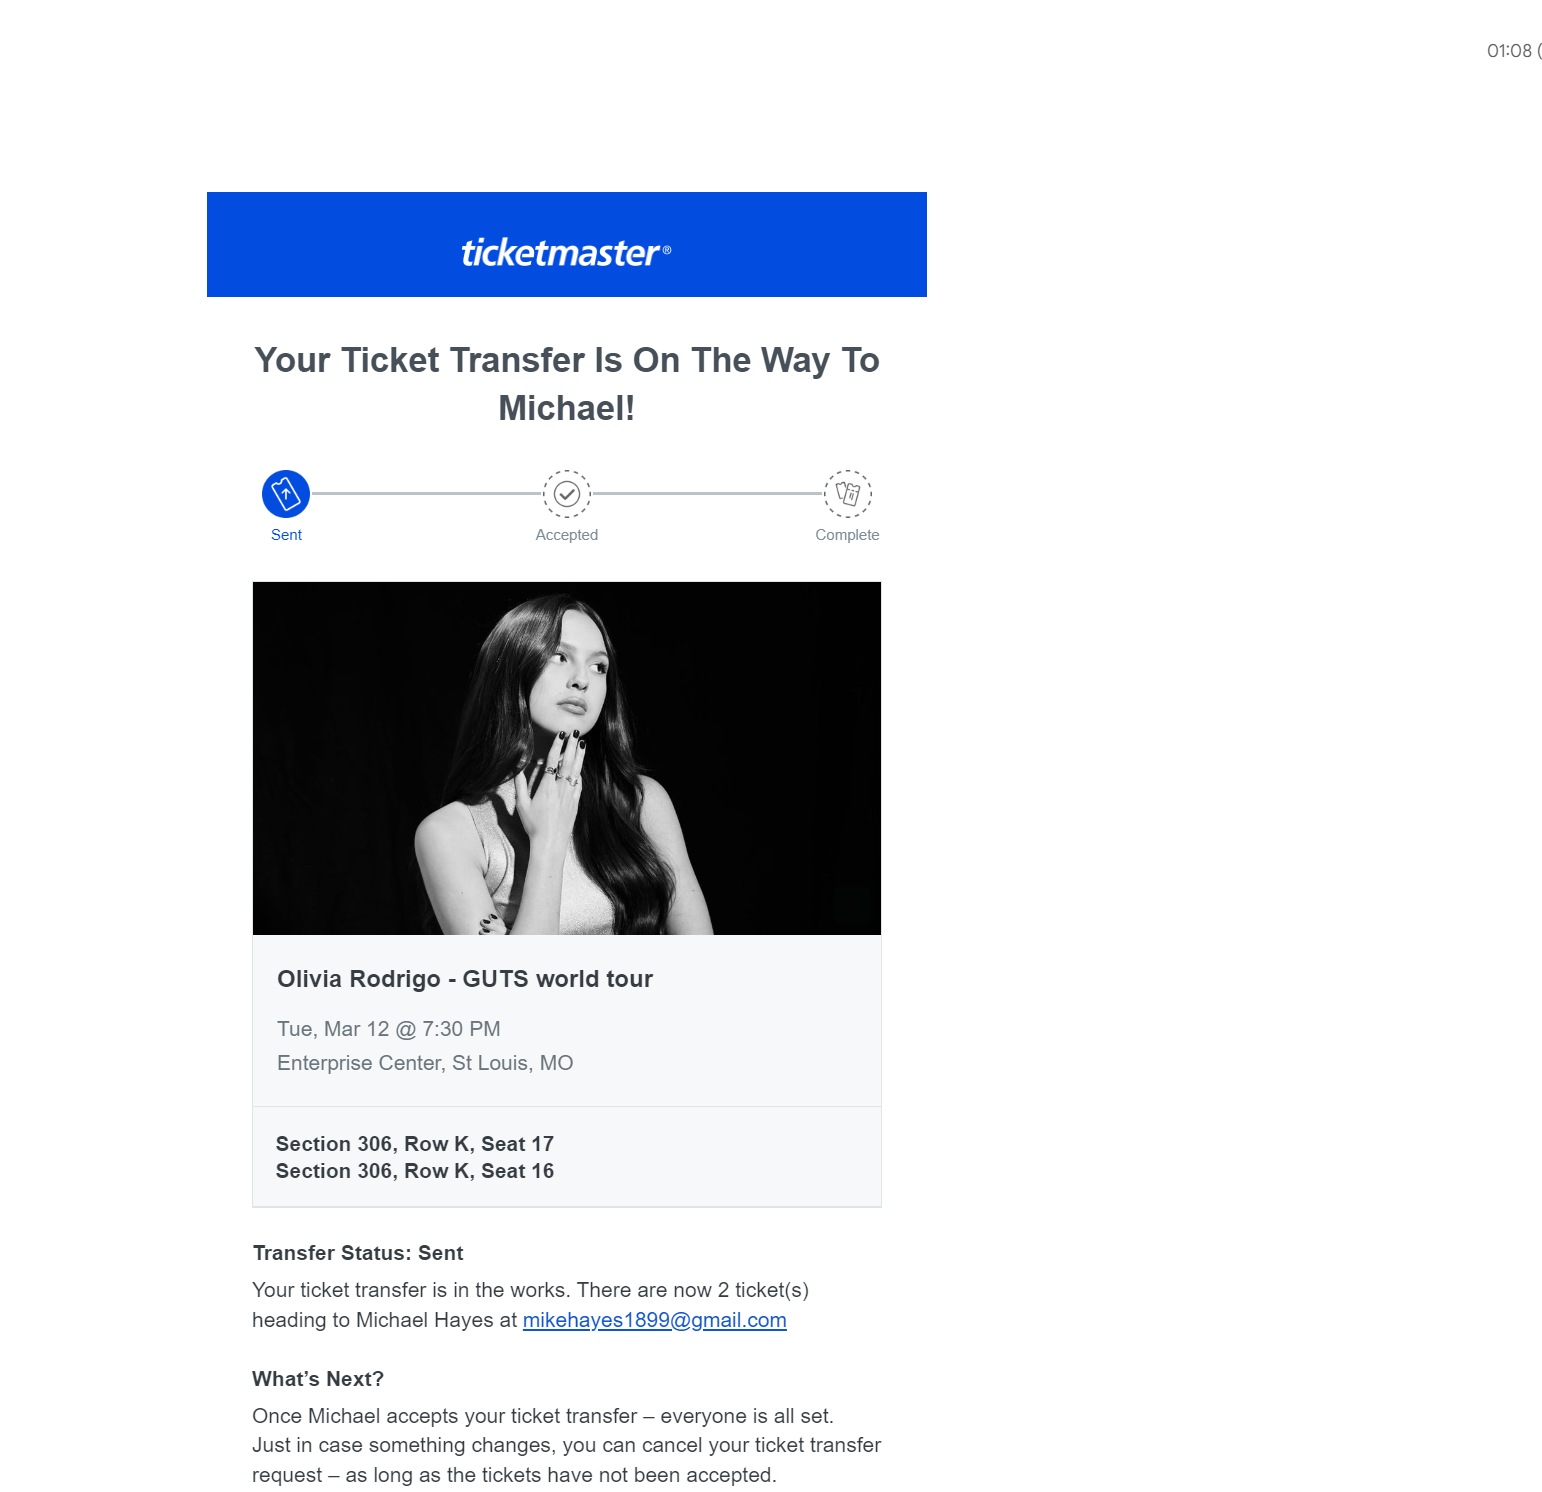 01:08 (
ticketmaster®
Your Ticket Transfer Is On The Way To
Michael!
Sent
Accepted
Complete
Olivia Rodrigo - GUTS world tour
Tue, Mar 12 @ 7:30 PM
Enterprise Center, St Louis, MO
Section 306, Row K, Seat 17
Section 306, Row K, Seat 16
Transfer Status: Sent
Your ticket transfer is in the works. There are now 2 ticket(s)
heading to Michael Hayes at mikehayes1899@gmail.com
What’s Next?
Once Michael accepts your ticket transfer – everyone is all set.
Just in case something changes, you can cancel your ticket transfer
request – as long as the tickets have not been accepted.